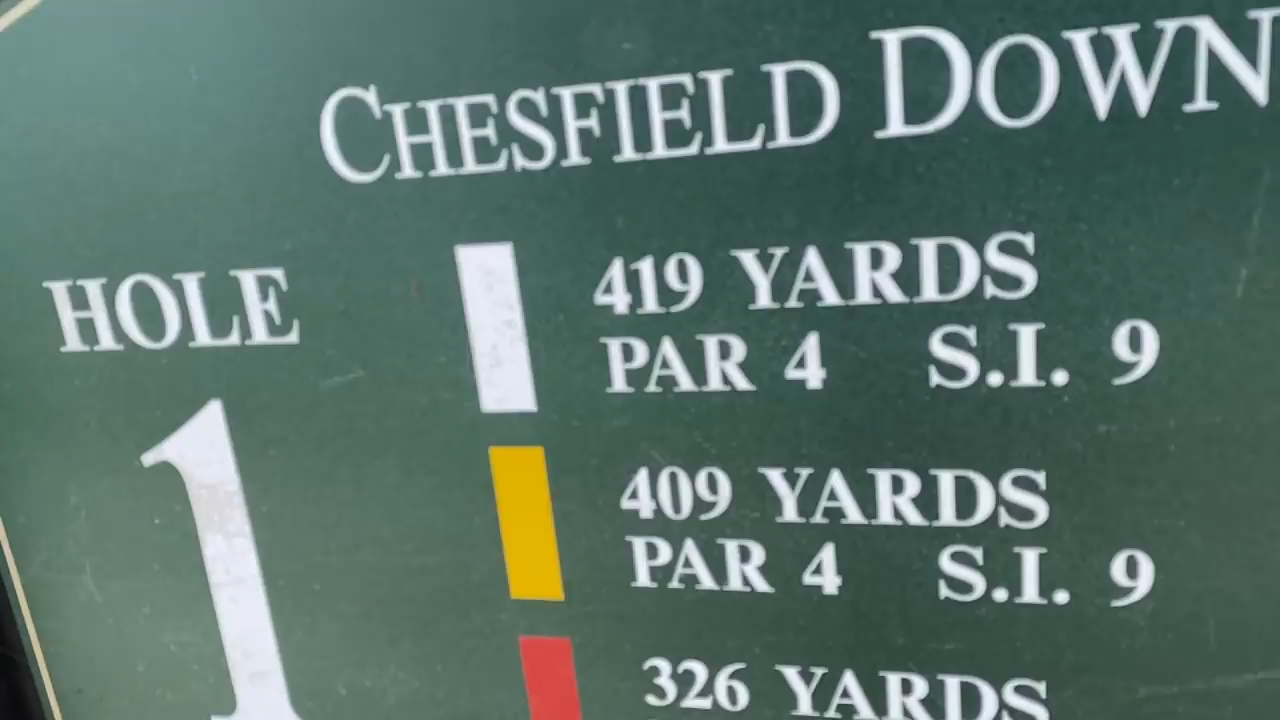 CHESFIELD DOWN
HOLE
1
419 YARDS
PAR 4 S.I. 9
409 YARDS
PAR 4 S.I. 9
326 YARDS